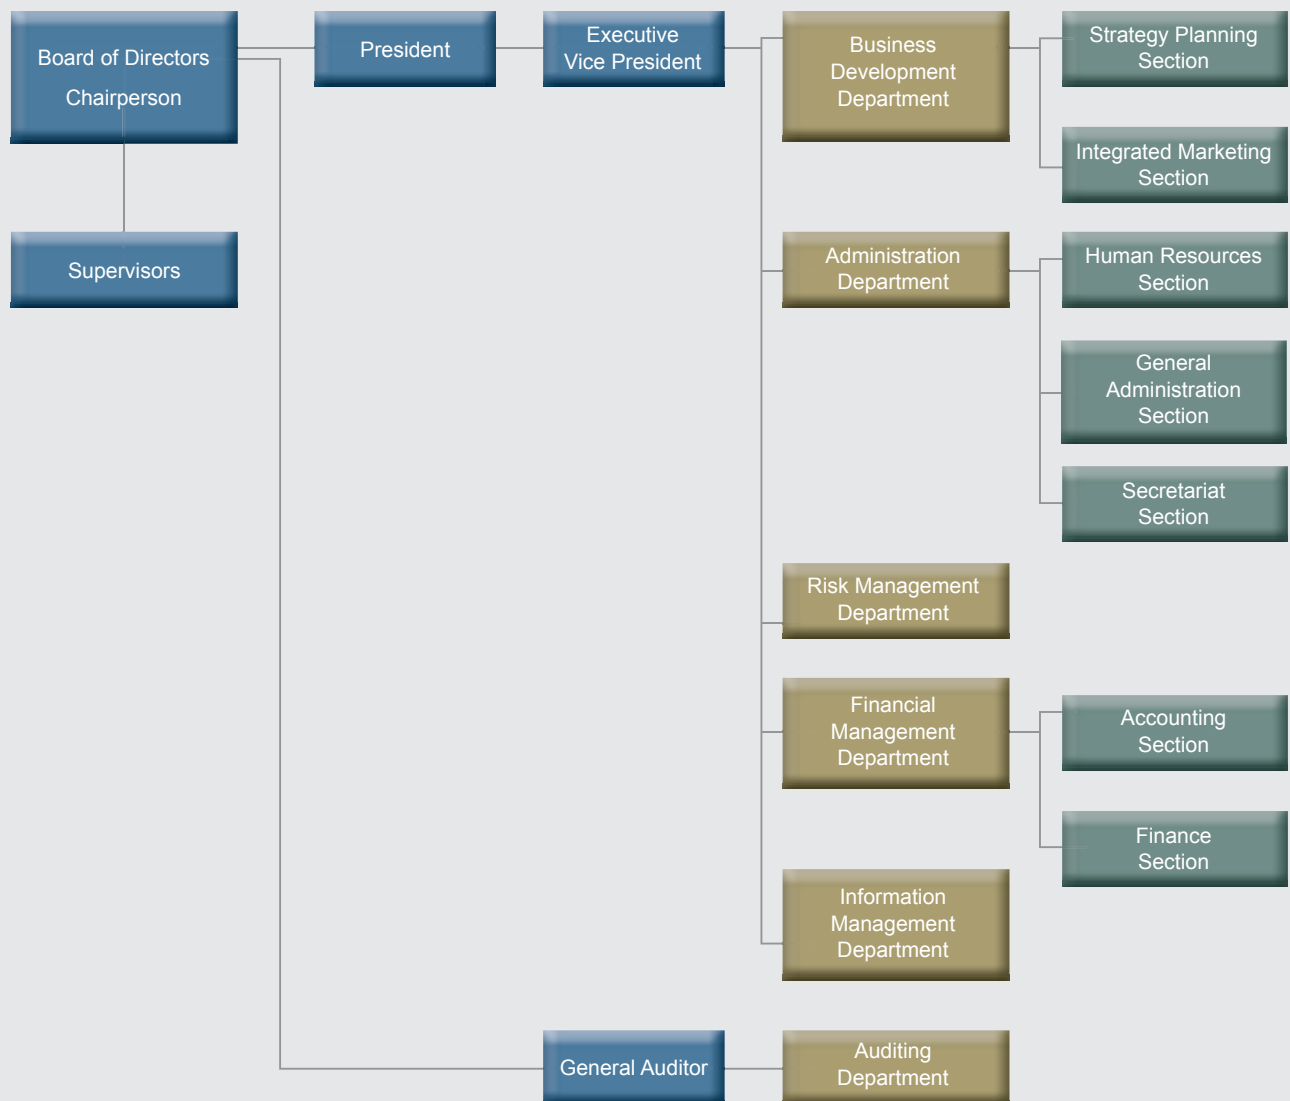 Board of Directors
Chairperson
President
Executive
Vice President
Business
Development
Department
Strategy Planning
Section
Integrated Marketing
Section
Supervisors
Administration
Department
Human Resources
Section
General
Administration
Section
Secretariat
Section
Risk Management
Department
Financial
Management
Department
Accounting
Section
Finance
Section
Information
Management
Department
General Auditor
Auditing
Department